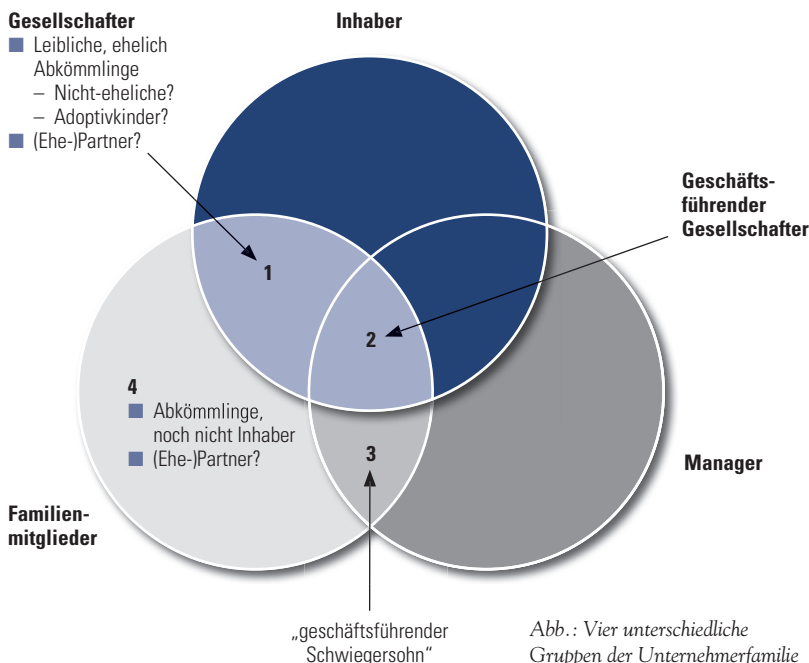 Gesellschafter
■ Leibliche, ehelich
Abkömmlinge
– Nicht-eheliche?
– Adoptivkinder?
■ (Ehe-)Partner?
Inhaber
Geschäfts-
führender
Gesellschafter
1
2
4
■ Abkömmlinge,
noch nicht Inhaber
■ (Ehe-)Partner?
3
Manager
Familien-
mitglieder
„geschäftsführender
Schwiegersohn“
Abb.: Vier unterschiedliche
Gruppen der Unternehmerfamilie